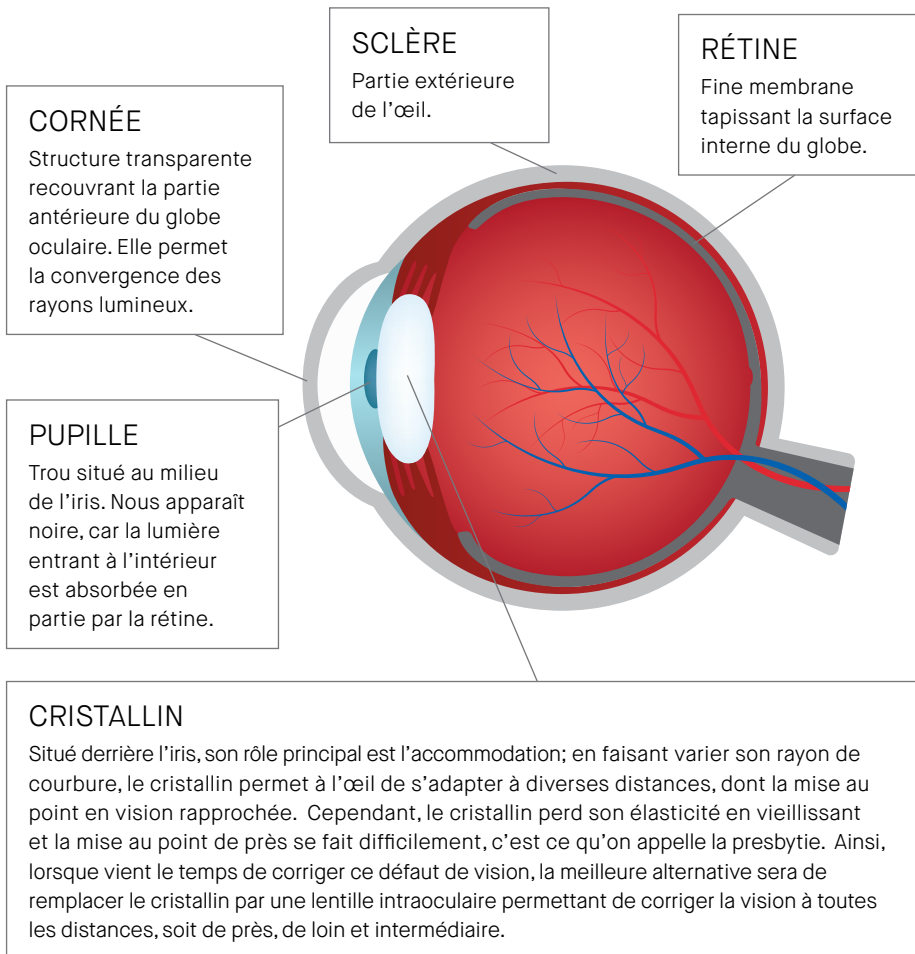 SCLÈRE
Partie extérieure
de l’œil.
RÉTINE
Fine membrane
tapissant la surface
interne du globe.
CORNÉE
Structure transparente
recouvrant la partie
antérieure du globe
oculaire. Elle permet
la convergence des
rayons lumineux.
PUPILLE
Trou situé au milieu
de l’iris. Nous apparaît
noire, car la lumière
entrant à l’intérieur
est absorbée en
partie par la rétine.
CRISTALLIN
Situé derrière l’iris, son rôle principal est l’accommodation; en faisant varier son rayon de
courbure, le cristallin permet à l’œil de s’adapter à diverses distances, dont la mise au
point en vision rapprochée. Cependant, le cristallin perd son élasticité en vieillissant
et la mise au point de près se fait difficilement, c’est ce qu’on appelle la presbytie. Ainsi,
lorsque vient le temps de corriger ce défaut de vision, la meilleure alternative sera de
remplacer le cristallin par une lentille intraoculaire permettant de corriger la vision à toutes
les distances, soit de près, de loin et intermédiaire.